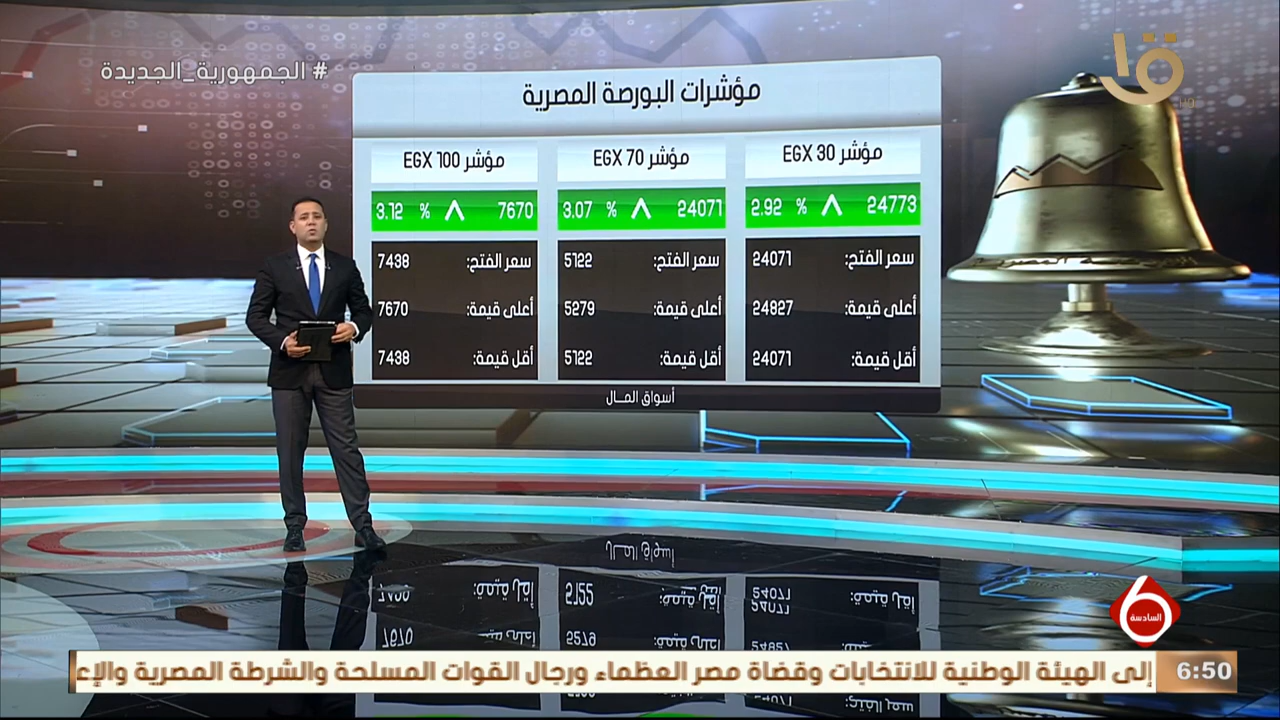 #الجمهورية_الجديدة
مؤشرات البورصة المصرية
مؤشر EGX 30
24773 % 2.92
سعر الفتح: 24071
أعلى قيمة: 24827
أقل قيمة: 24071
مؤشر EGX 70
24071 % 3.07
سعر الفتح: 5122
أعلى قيمة: 5279
أقل قيمة: 5122
مؤشر EGX 100
7670 % 3.12
سعر الفتح: 7438
أعلى قيمة: 7670
أقل قيمة: 7438
أسواق المــال
6
السادسة
6:50
إلى الهيئة الوطنية للانتخابات وقضاة مصر العظماء ورجال القوات المسلحة والشرطة المصرية والإع